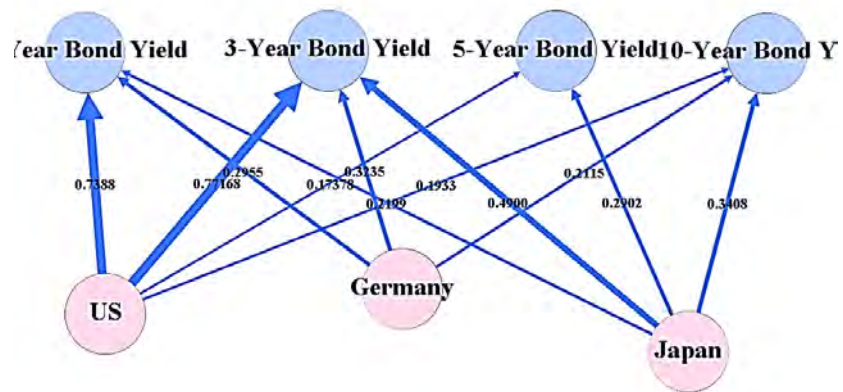 Year Bond Yield
3-Year Bond Yield
5-Year Bond Yield
10-Year Bond Y
0.7388
0.2955
0.77168
0.3235
0.17378
0.2199
0.1933
0.4900
0.2115
0.2902
0.3408
US
Germany
Japan